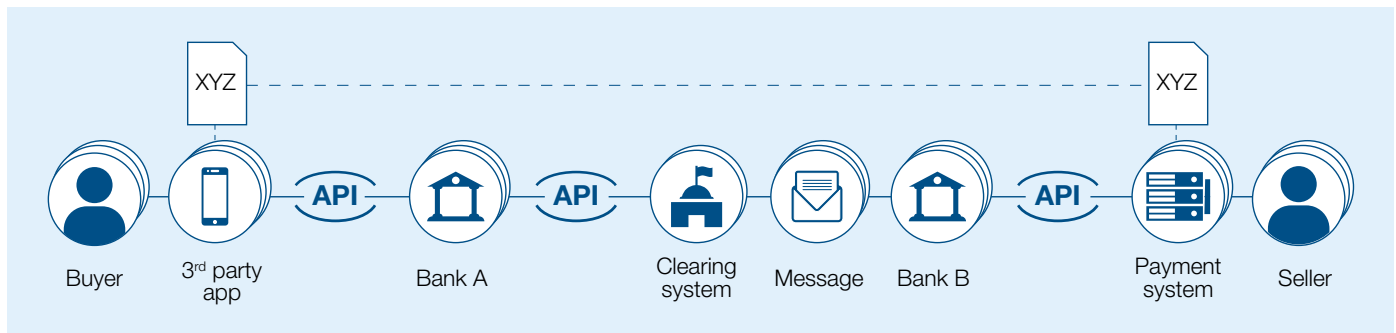 XYZ
XYZ
API
API
API
Buyer
3rd party
app
Bank A
Clearing
system
Message
Bank B
Payment
system
Seller